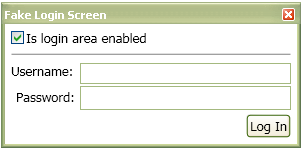 Fake Login Screen
Is login area enabled
Username:
Password:
Log In